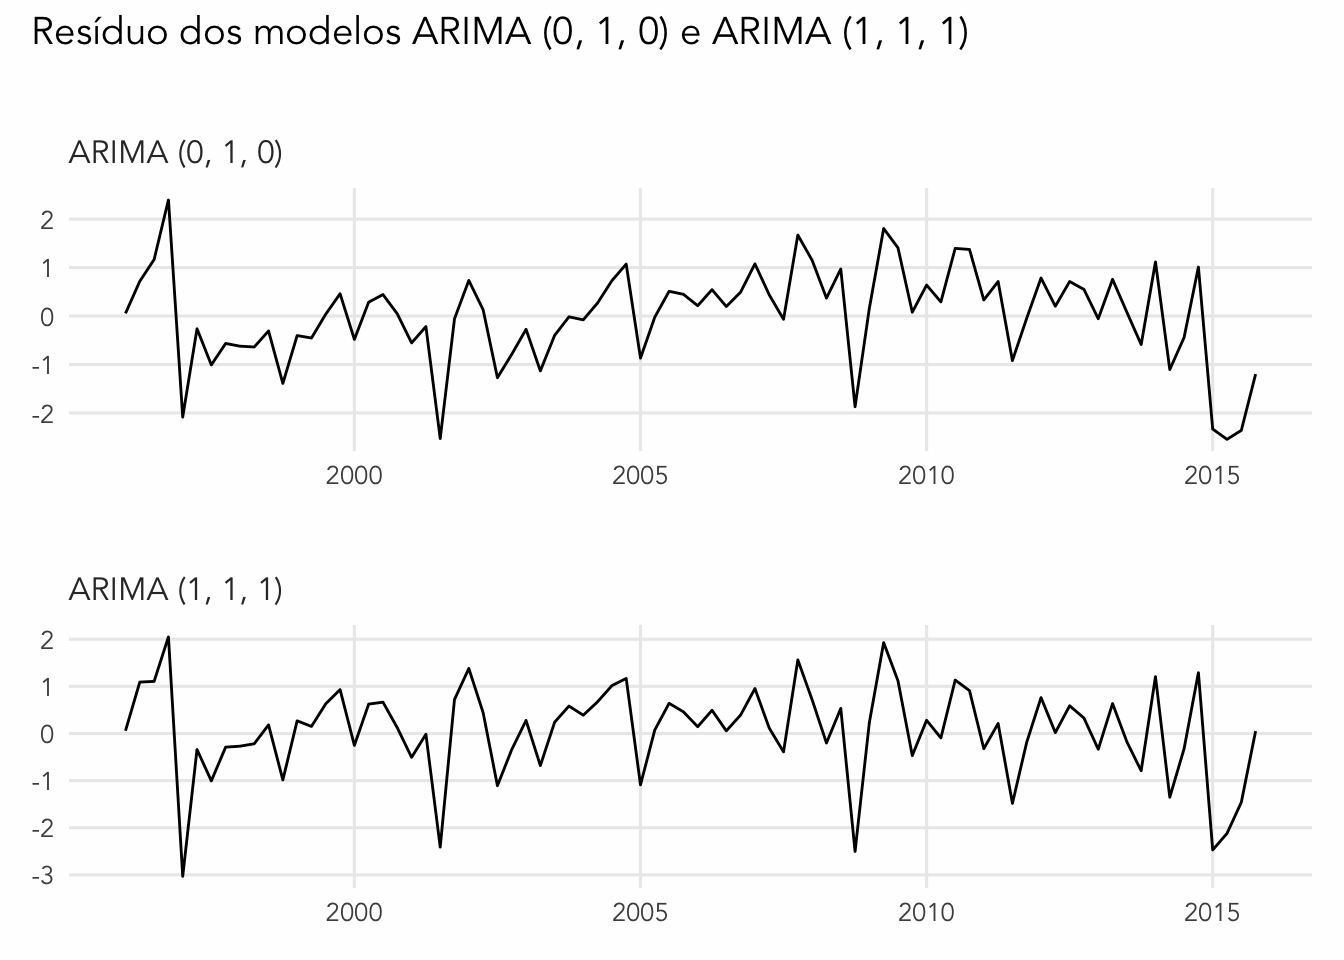 Resíduo dos modelos ARIMA (0, 1, 0) e ARIMA (1, 1, 1)
ARIMA (0, 1, 0)
2
1
0
-1
-2
2000 2005 2010 2015
ARIMA (1, 1, 1)
2
1
0
-1
-2
-3
2000 2005 2010 2015